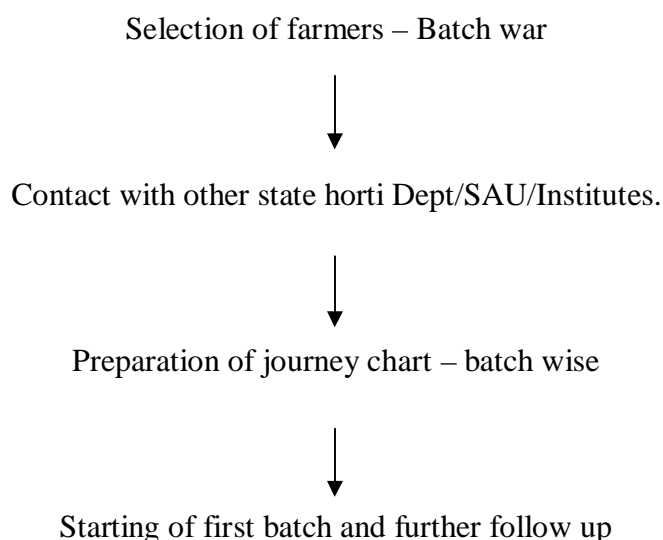 Selection of farmers – Batch war
Contact with other state horti Dept/SAU/Institutes.
Preparation of journey chart – batch wise
Starting of first batch and further follow up